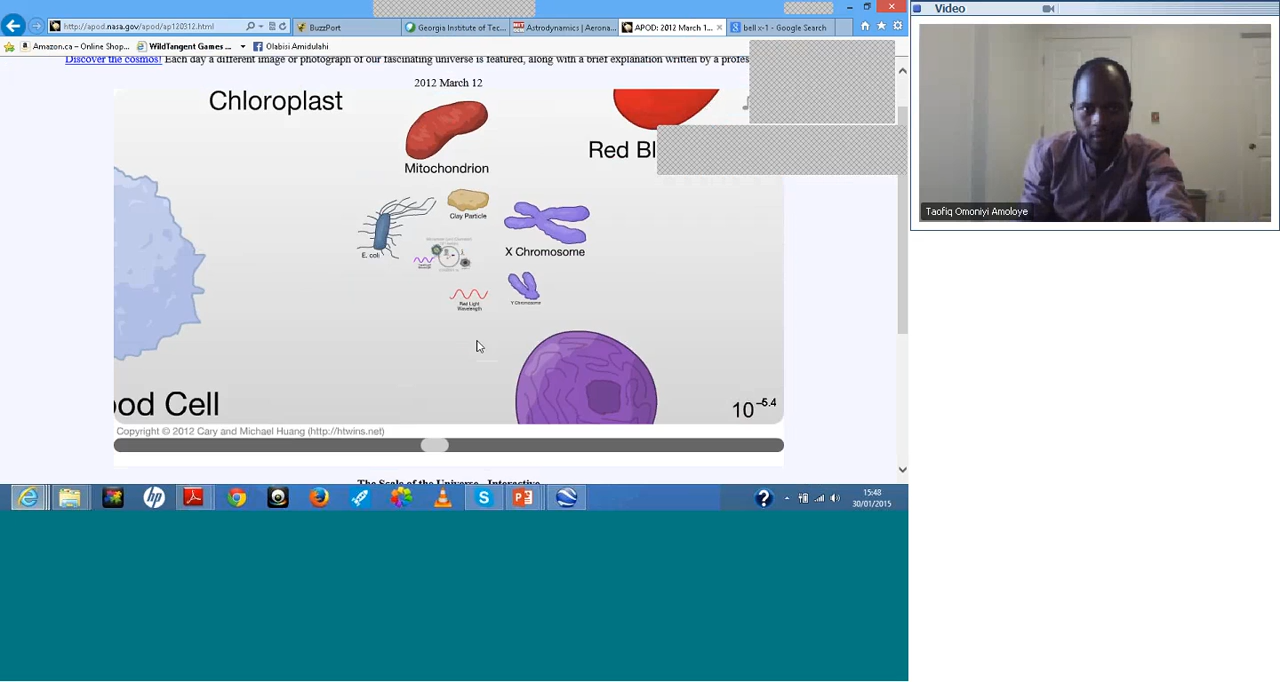 Video
http://apod.nasa.gov/apod/ap120312.html
BuzzPort
Georgia Institute of Tec...
Astrodynamics | Aerona...
APOD: 2012 March 1...
bell x-1 - Google Search
Amazon.ca – Online Shop...
WildTangent Games ...
Olabisi Amidulahi
Discover the cosmos! Each day a different image or photograph of our fascinating universe is featured, along with a brief explanation written by a profes
2012 March 12
Chloroplast
Mitochondrion
Red Bl
Clay Particle
X Chromosome
E. coli
Red Light
Wavelength
Y Chromosome
ood Cell
10^-5.4
Copyright © 2012 Cary and Michael Huang (http://htwins.net)
The Scale of the Universe - Interactive
15:48
30/01/2015
Taofiq Omoniyi Amoloye